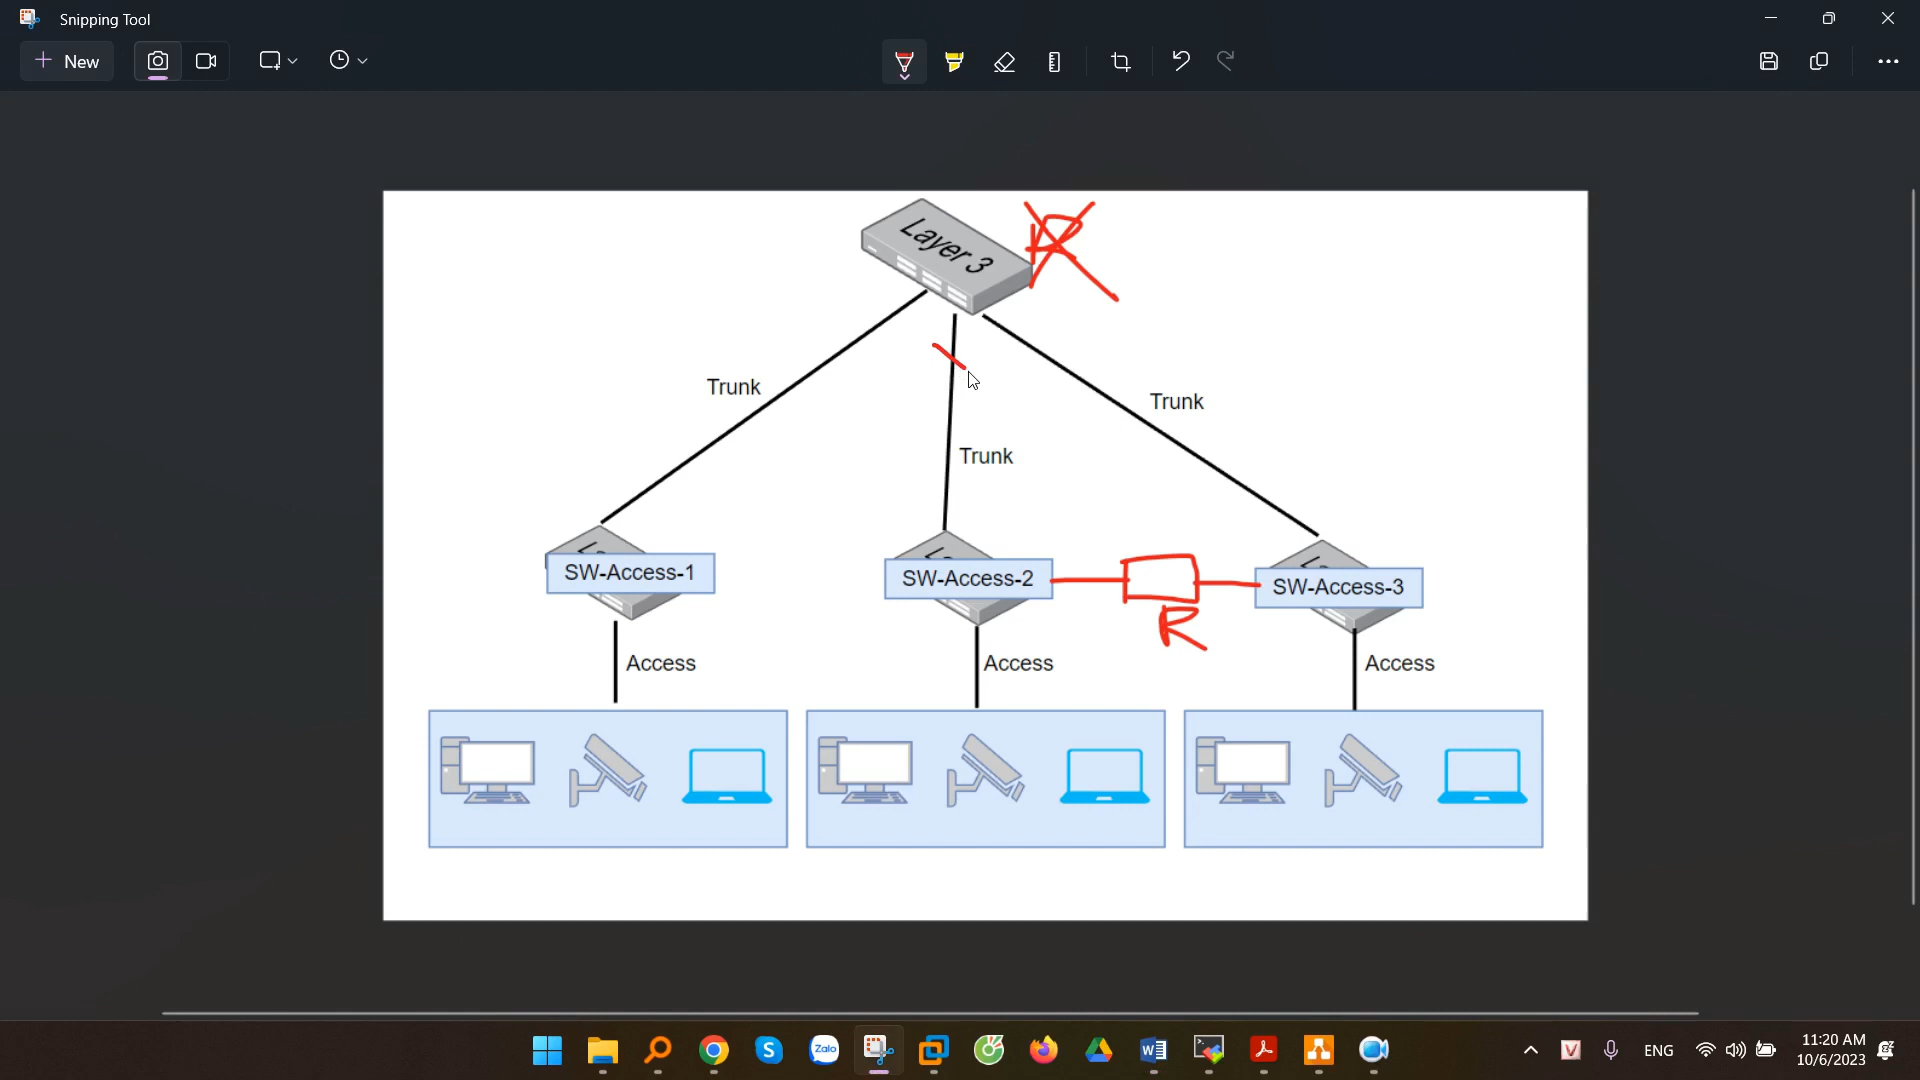 Snipping Tool
New
Layer 3
R
Trunk
Trunk
Trunk
SW-Access-1
SW-Access-2
SW-Access-3
R
Access
Access
Access
Zalo
ENG
11:20 AM
10/6/2023